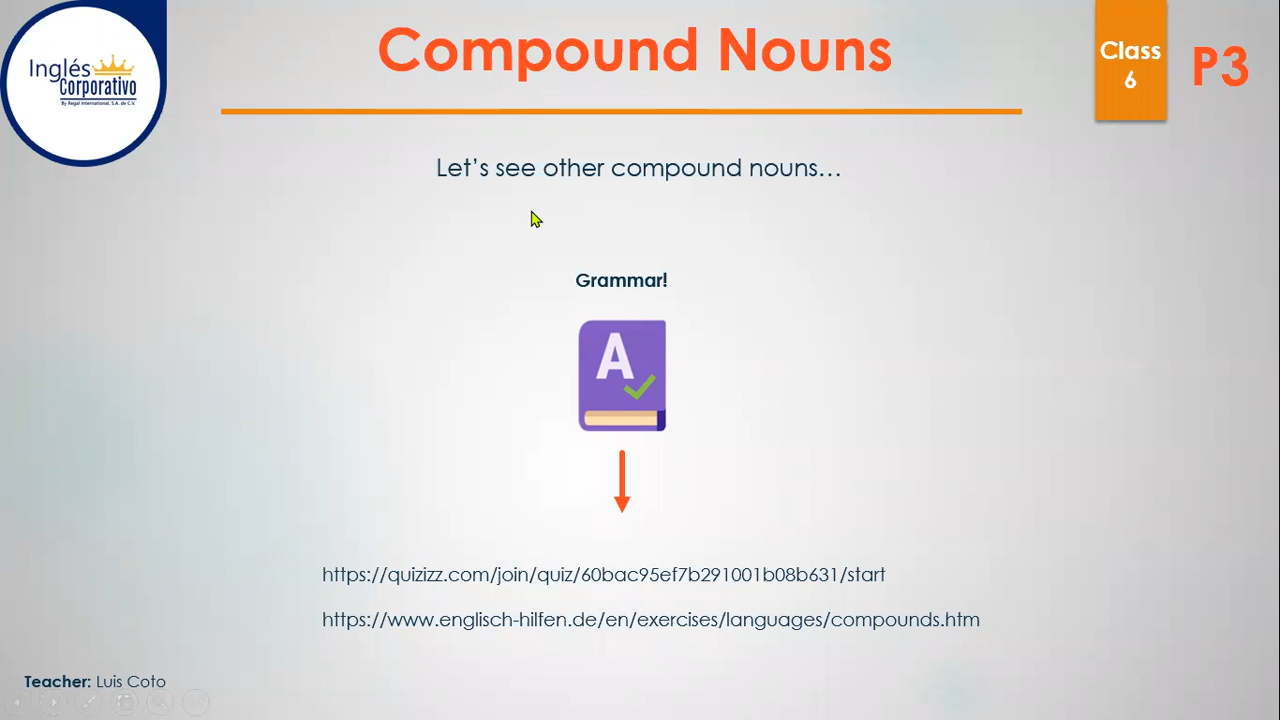 Inglés
Corporativo
By Regal International, S.A. de C.V.
Compound Nouns
Class
6
P3
Let's see other compound nouns…
Grammar!
A
https://quizizz.com/join/quiz/60bac95ef7b291001b08b631/start
https://www.englisch-hilfen.de/en/exercises/languages/compounds.htm
Teacher: Luis Coto